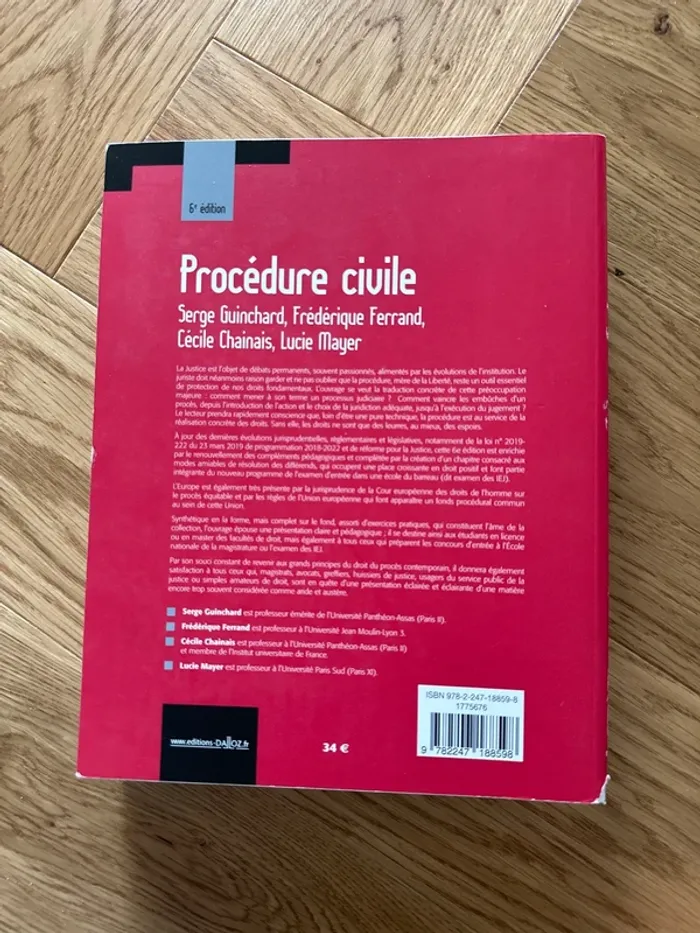 6e édition
Procédure civile
Serge Guinchard, Frédérique Ferrand,
Cécile Chainais, Lucie Mayer
La Justice est l'objet de débats permanents, souvent passionnés, alimentés par les évolutions de l'institution. Le
juriste doit néanmoins raison garder et ne pas oublier que la procédure, mère de la Liberté, reste un outil essentiel
de protection de nos droits fondamentaux. L'ouvrage se veut la traduction concrète de cette préoccupation
majeure : comment mener à son terme un processus judiciaire ? Comment vaincre les embûches d'un
procès, depuis l'introduction de l'action et le choix de la juridiction adéquate, jusqu'à l'exécution du jugement ?
Le lecteur prendra rapidement conscience que, loin d'être une pure technique, la procédure est au service de la
réalisation concrète des droits. Sans elle, les droits ne sont que des leurres, au mieux, des espoirs.
À jour des dernières évolutions jurisprudentielles, réglementaires et législatives, notamment de la loi n° 2019-
222 du 23 mars 2019 de programmation 2018-2022 et de réforme pour la Justice, cette 6e édition est enrichie
par le renouvellement des compléments pédagogiques et complétée par la création d'un chapitre consacré aux
modes amiables de résolution des différends, qui occupent une place croissante en droit positif et font partie
intégrante du nouveau programme de l'examen d'entrée dans une école du barreau (dit examen des IEJ).
L'Europe est également très présente par la jurisprudence de la Cour européenne des droits de l'homme sur
le procès équitable et par les règles de l'Union européenne qui font apparaître un fonds procédural commun
au sein de cette Union.
Synthétique en la forme, mais complet sur le fond, assorti d'exercices pratiques, qui constituent l'âme de la
collection, l'ouvrage épouse une présentation claire et pédagogique ; il se destine ainsi aux étudiants en licence
ou en master des facultés de droit, mais également à tous ceux qui préparent les concours d'entrée à l'École
nationale de la magistrature ou l'examen des IEJ.
Par son souci constant de revenir aux grands principes du droit du procès contemporain, il donnera également
satisfaction à tous ceux qui, magistrats, avocats, greffiers, huissiers de justice, usagers du service public de la
justice ou simples amateurs de droit, sont en quête d'une présentation éclairée et éclairante d'une matière
encore trop souvent considérée comme aride et austère.
Serge Guinchard est professeur émérite de l'Université Panthéon-Assas (Paris II).
Frédérique Ferrand est professeur à l'Université Jean Moulin-Lyon 3.
Cécile Chainais est professeur à l'Université Panthéon-Assas (Paris II)
et membre de l'Institut universitaire de France.
Lucie Mayer est professeur à l'Université Paris Sud (Paris XI).
ISBN 978-2-247-18859-8
1775676
9 782247 188598
www.editions-DALLOZ.fr
34 €